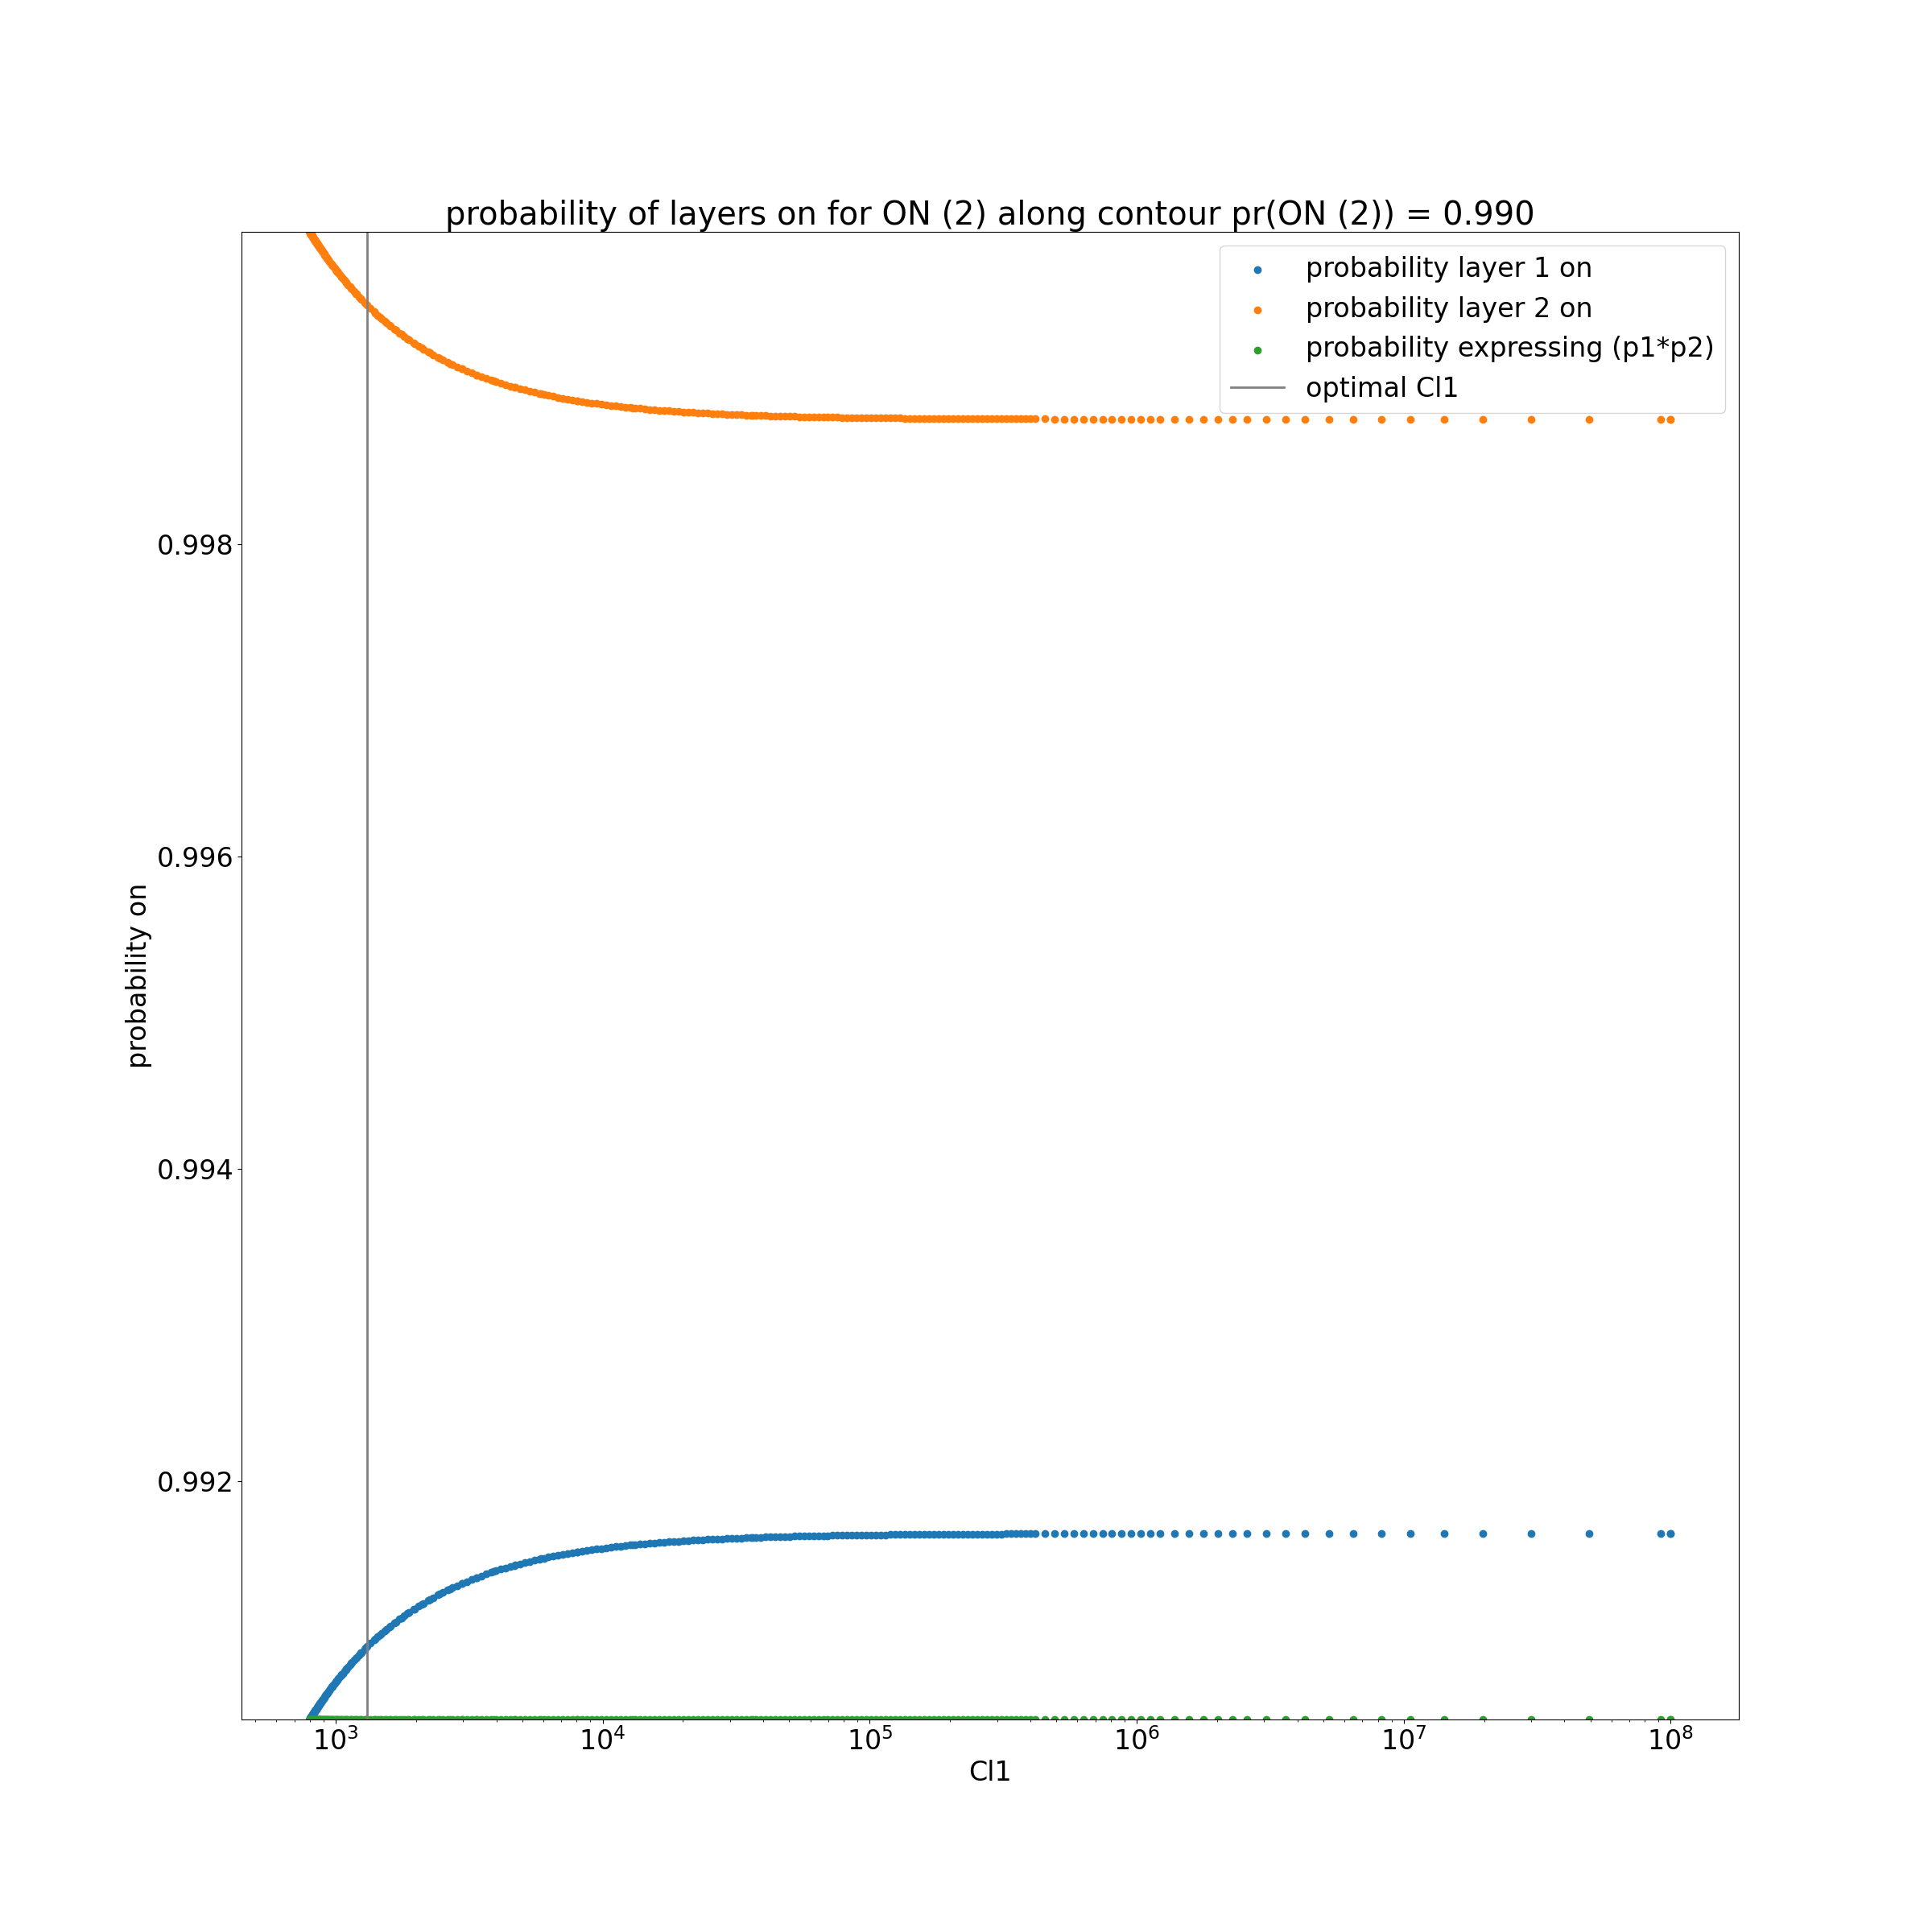 probability of layers on for ON (2) along contour pr(ON (2)) = 0.990
probability layer 1 on
probability layer 2 on
probability expressing (p1*p2)
optimal Cl1
0.998
0.996
0.994
0.992
probability on
10³ 10⁴ 10⁵ 10⁶ 10⁷ 10⁸
Cl1